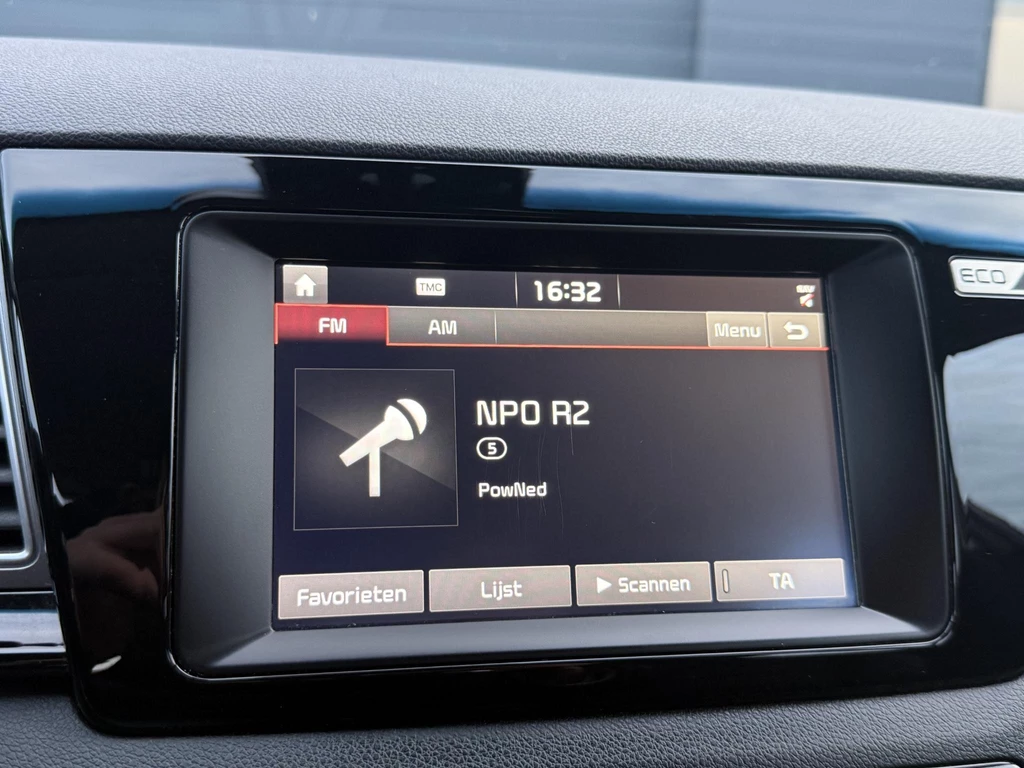 TMC 16:32
FM AM Menu
NPO R2
5
PowNed
Favorieten Lijst Scannen TA
ECO